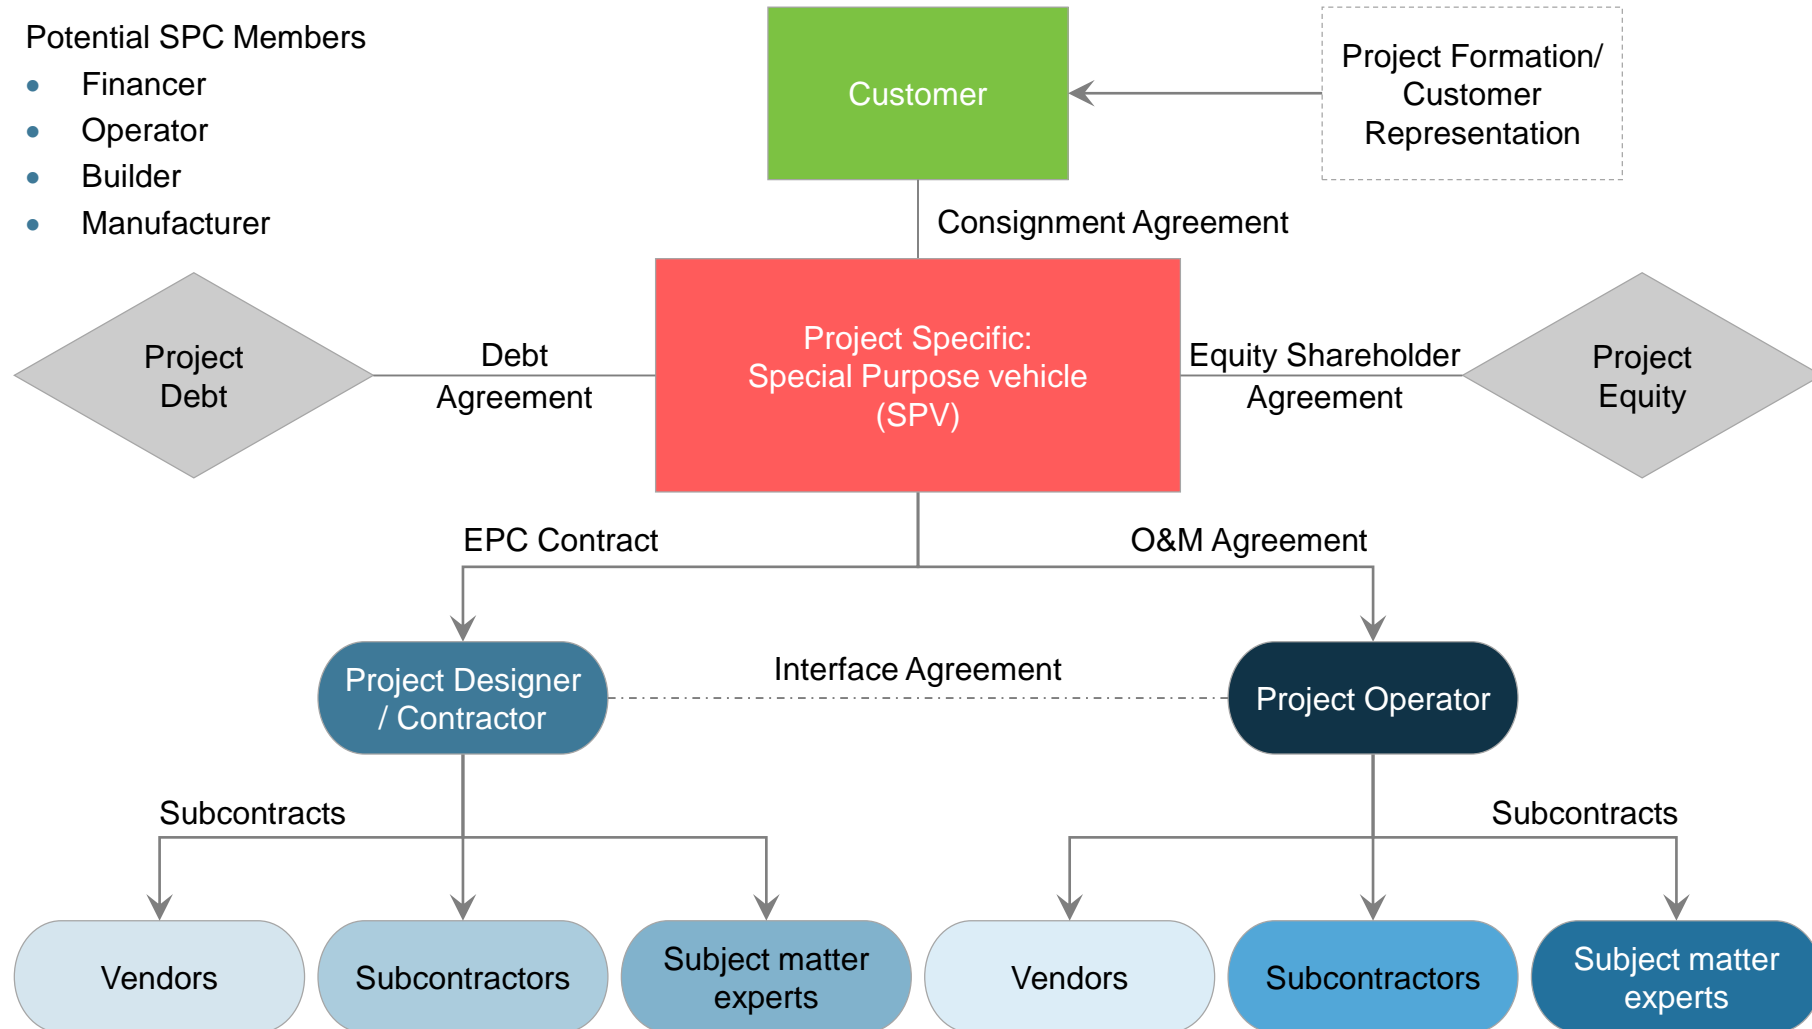 Potential SPC Members
Financer
Operator
Builder
Manufacturer
Customer
Project Formation/
Customer
Representation
Consignment Agreement
Project
Debt
Debt
Agreement
Project Specific:
Special Purpose vehicle
(SPV)
Equity Shareholder
Agreement
Project
Equity
EPC Contract
O&M Agreement
Project Designer
/ Contractor
Interface Agreement
Project Operator
Subcontracts
Subcontracts
Vendors
Subcontractors
Subject matter
experts
Vendors
Subcontractors
Subject matter
experts